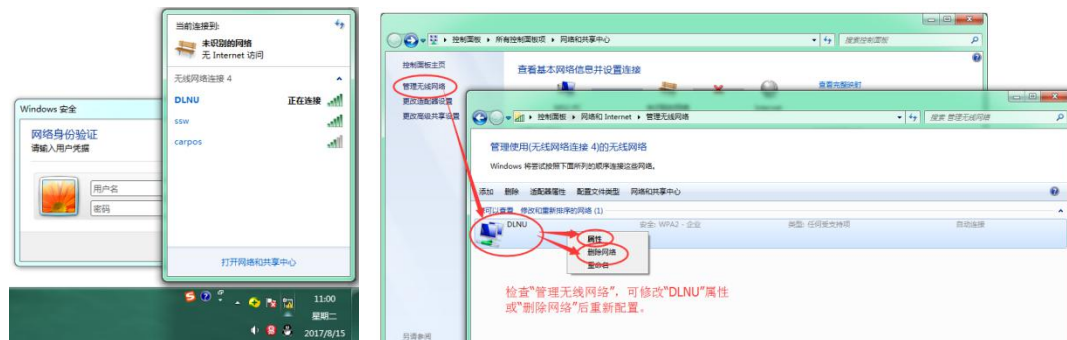 当前连接到:
未识别的网络
无 Internet 访问
无线网络连接 4
DLNU 正在连接
ssw
carpos
打开网络和共享中心
Windows 安全
网络身份验证
请输入用户凭据
用户名
密码
11:00
星期二
2017/8/15
控制面板 所有控制面板项 网络和共享中心
搜索控制面板
控制面板主页
管理无线网络
更改适配器设置
更改高级共享设置
另请参阅
查看基本网络信息并设置连接
查看完整映射
控制面板 网络和 Internet 管理无线网络
搜索 管理无线网络
管理使用(无线网络连接 4)的无线网络
Windows 将尝试按照下面所列的顺序连接这些网络。
添加 删除 适配器属性 配置文件类型 网络和共享中心
可以查看、修改和重新排序的网络 (1)
DLNU 安全: WPA2 - 企业 类型: 任何受支持项 自动连接
属性
删除网络
重命名
检查“管理无线网络”，可修改“DLNU”属性
或“删除网络”后重新配置。